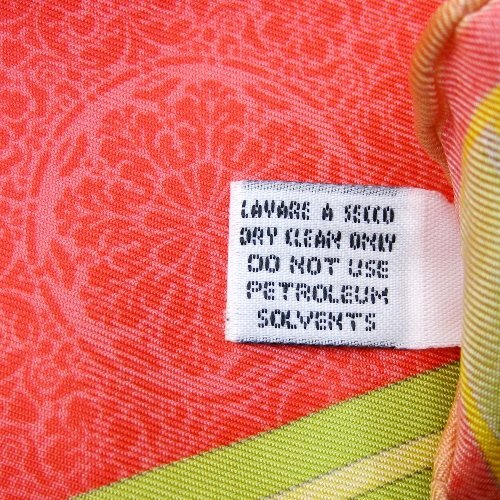 LAVARE A SECCO
DRY CLEAN ONLY
DO NOT USE
PETROLEUM
SOLVENTS